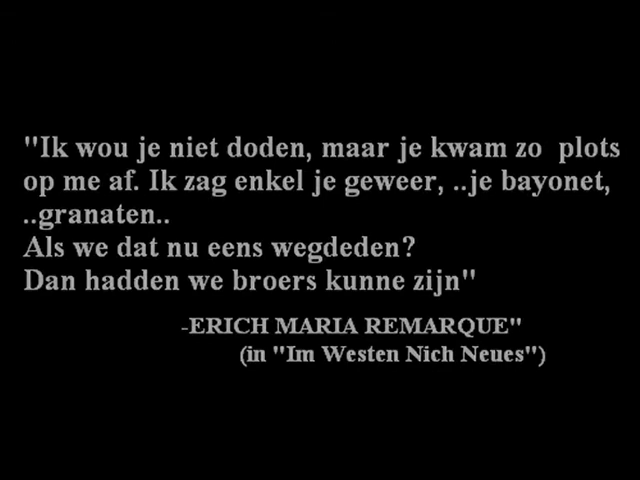 "Ik wou je niet doden, maar je kwam zo  plots
op me af. Ik zag enkel je geweer, ..je bayonet,
..granaten..
Als we dat nu eens wegdeden?
Dan hadden we broers kunne zijn"
-ERICH MARIA REMARQUE"
(in "Im Westen Nich Neues")